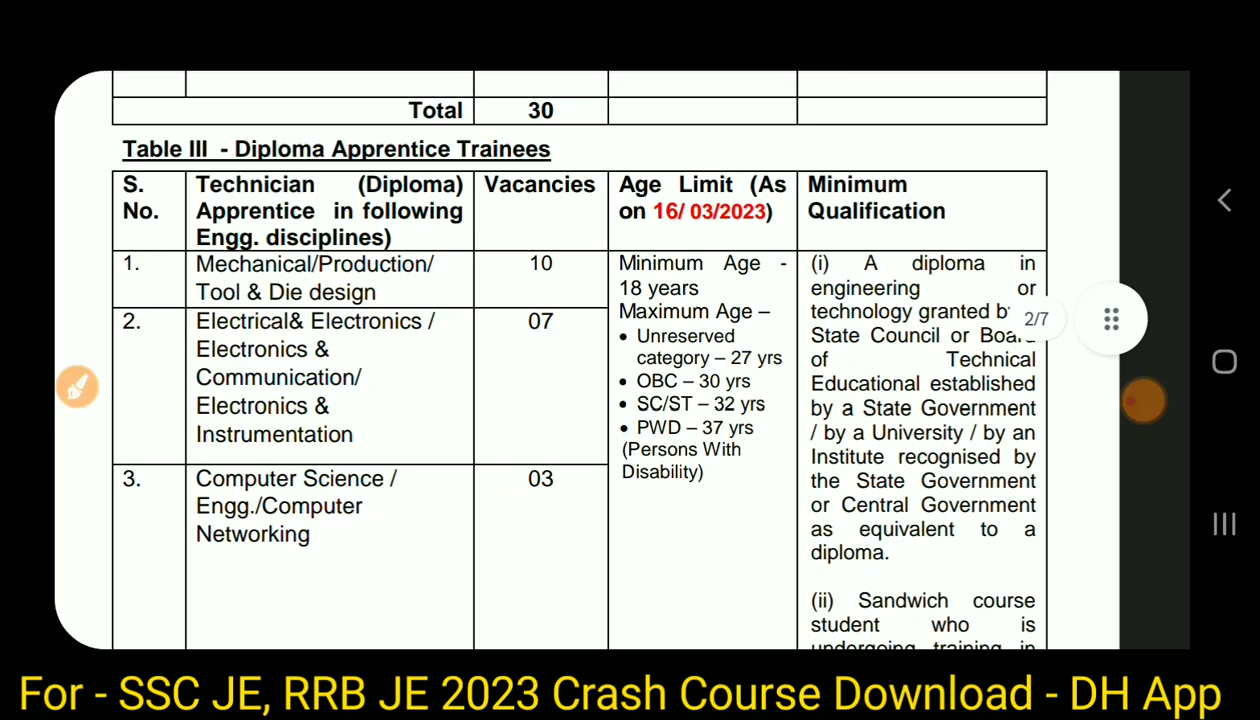 Total 30
Table III - Diploma Apprentice Trainees
S. No. Technician (Diploma) Apprentice in following Engg. disciplines) Vacancies Age Limit (As on 16/ 03/2023) Minimum Qualification
1. Mechanical/Production/
Tool & Die design
10
2. Electrical& Electronics /
Electronics &
Communication/
Electronics &
Instrumentation
07
3. Computer Science /
Engg./Computer
Networking
03
Minimum Age -
18 years
Maximum Age –
• Unreserved
category – 27 yrs
• OBC – 30 yrs
• SC/ST – 32 yrs
• PWD – 37 yrs
(Persons With
Disability)
(i) A diploma in
engineering or
technology granted
State Council or
of Technical
Educational established
by a State Government
/ by a University / by an
Institute recognised by
the State Government
or Central Government
as equivalent to a
diploma.
(ii) Sandwich course
student who is
undergoing training in
2/7
For - SSC JE, RRB JE 2023 Crash Course Download - DH App